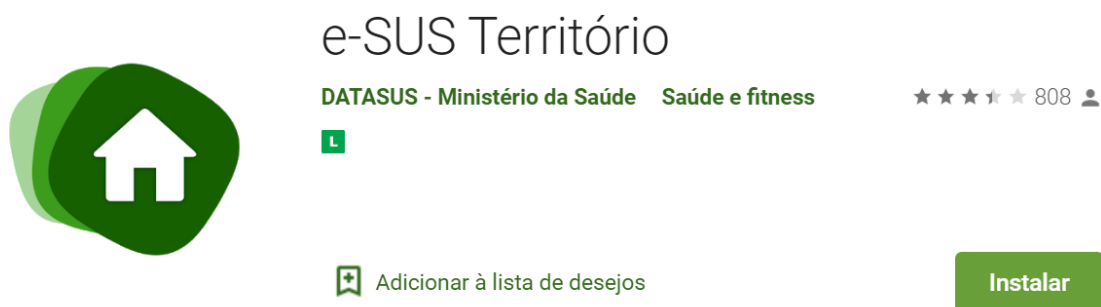 e-SUS Território
DATASUS - Ministério da Saúde Saúde e fitness 808
L
Adicionar à lista de desejos Instalar